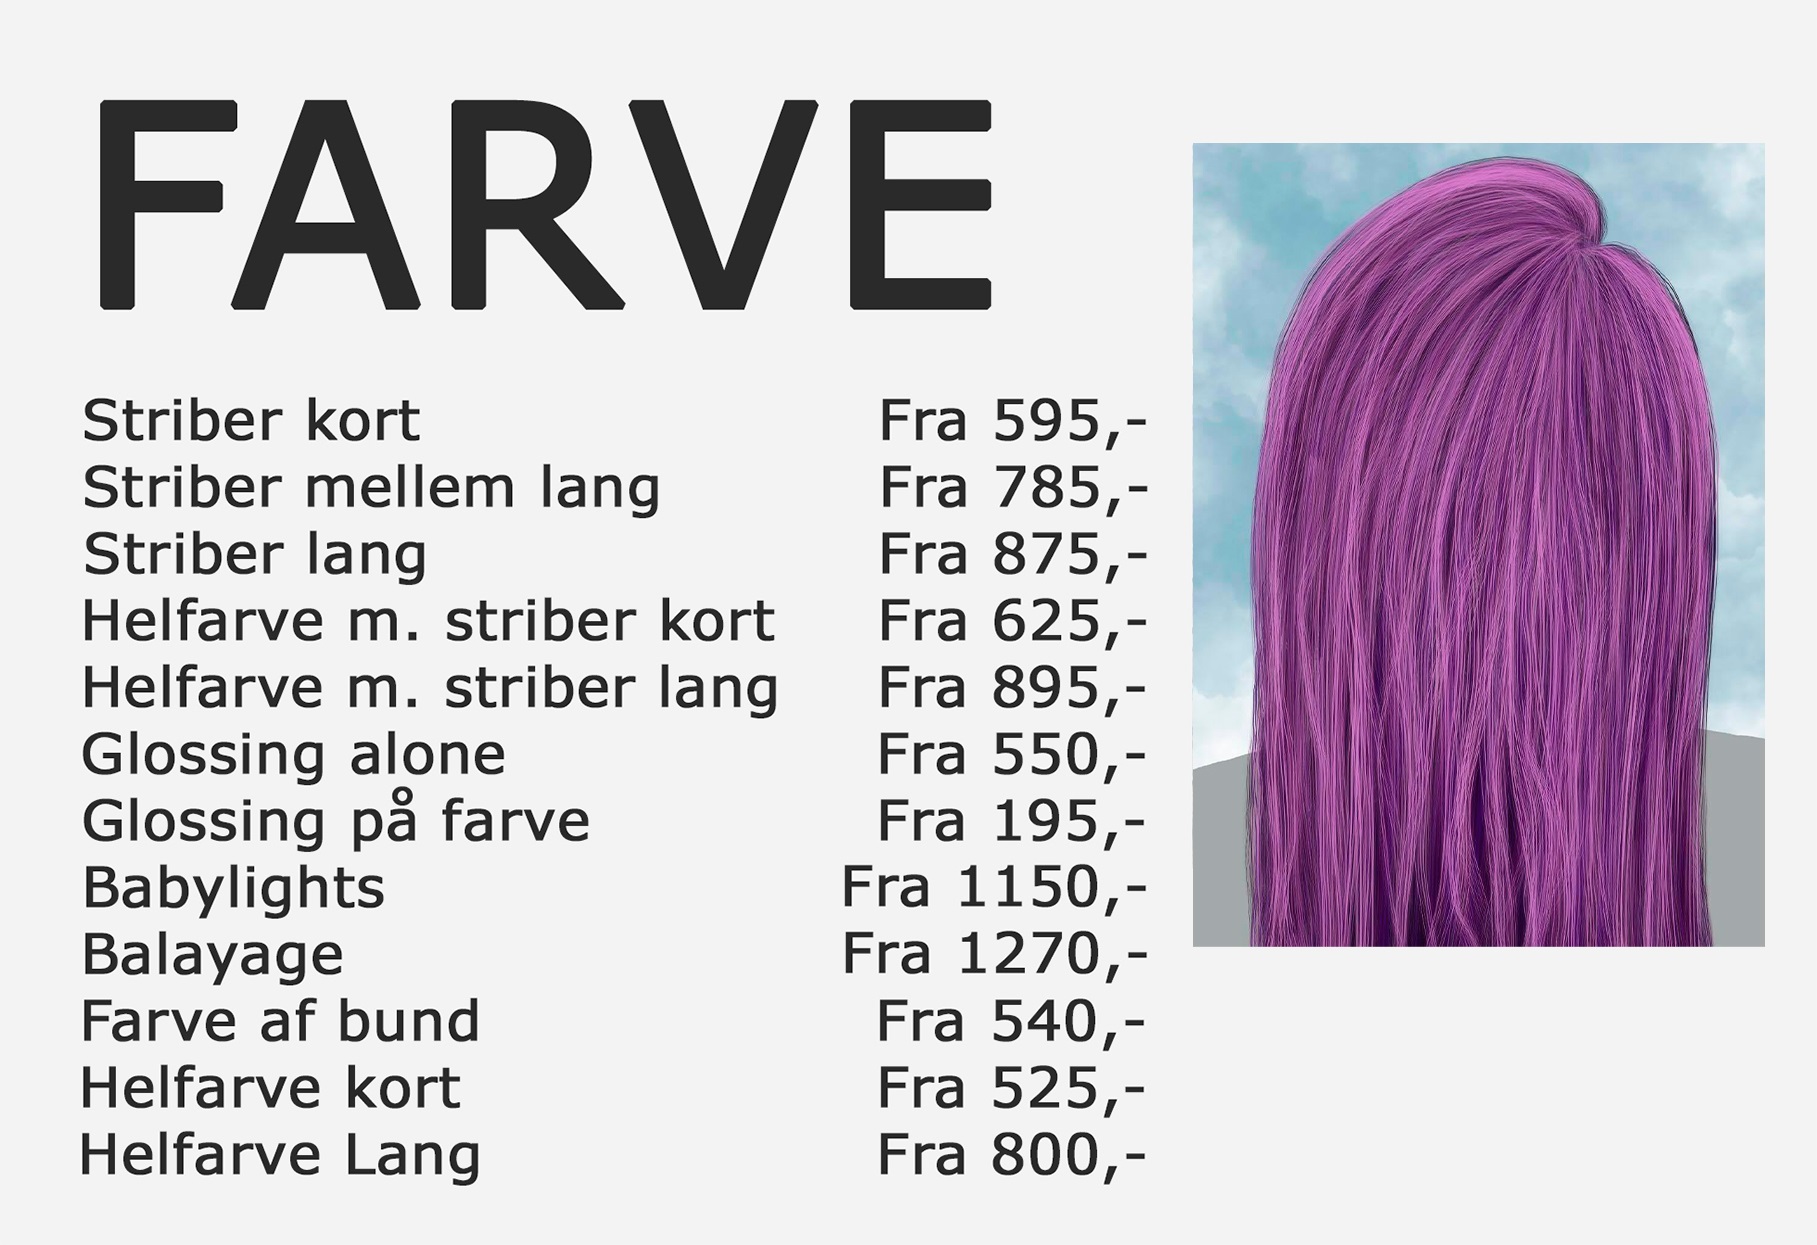 FARVE
Striber kort Fra 595,-
Striber mellem lang Fra 785,-
Striber lang Fra 875,-
Helfarve m. striber kort Fra 625,-
Helfarve m. striber lang Fra 895,-
Glossing alone Fra 550,-
Glossing på farve Fra 195,-
Babylights Fra 1150,-
Balayage Fra 1270,-
Farve af bund Fra 540,-
Helfarve kort Fra 525,-
Helfarve Lang Fra 800,-